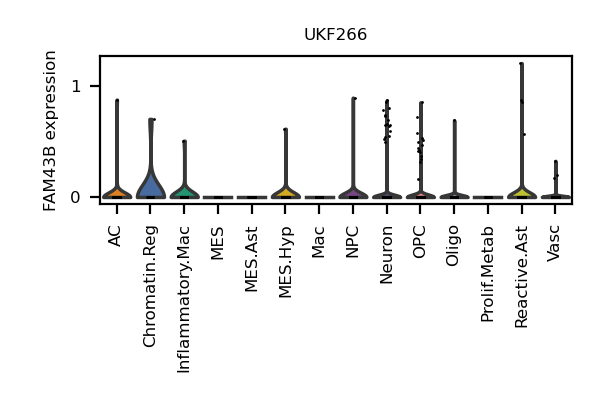 UKF266
FAM43B expression
1
0
AC
Chromatin.Reg
Inflammatory.Mac
MES
MES.Ast
MES.Hyp
Mac
NPC
Neuron
OPC
Oligo
Prolif.Metab
Reactive.Ast
Vasc